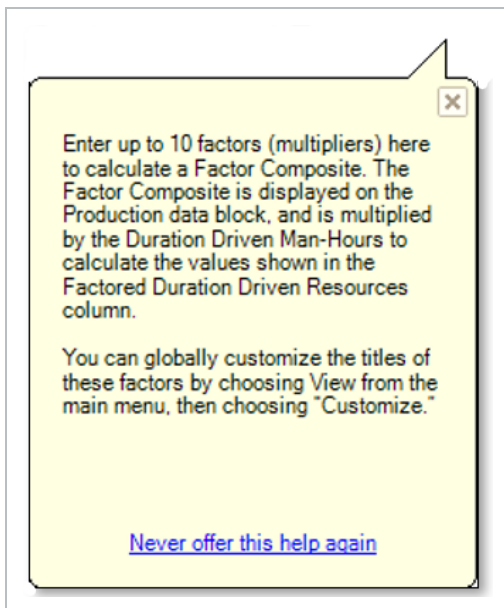 Enter up to 10 factors (multipliers) here
to calculate a Factor Composite. The
Factor Composite is displayed on the
Production data block, and is multiplied
by the Duration Driven Man-Hours to
calculate the values shown in the
Factored Duration Driven Resources
column.
You can globally customize the titles of
these factors by choosing View from the
main menu, then choosing "Customize."
Never offer this help again